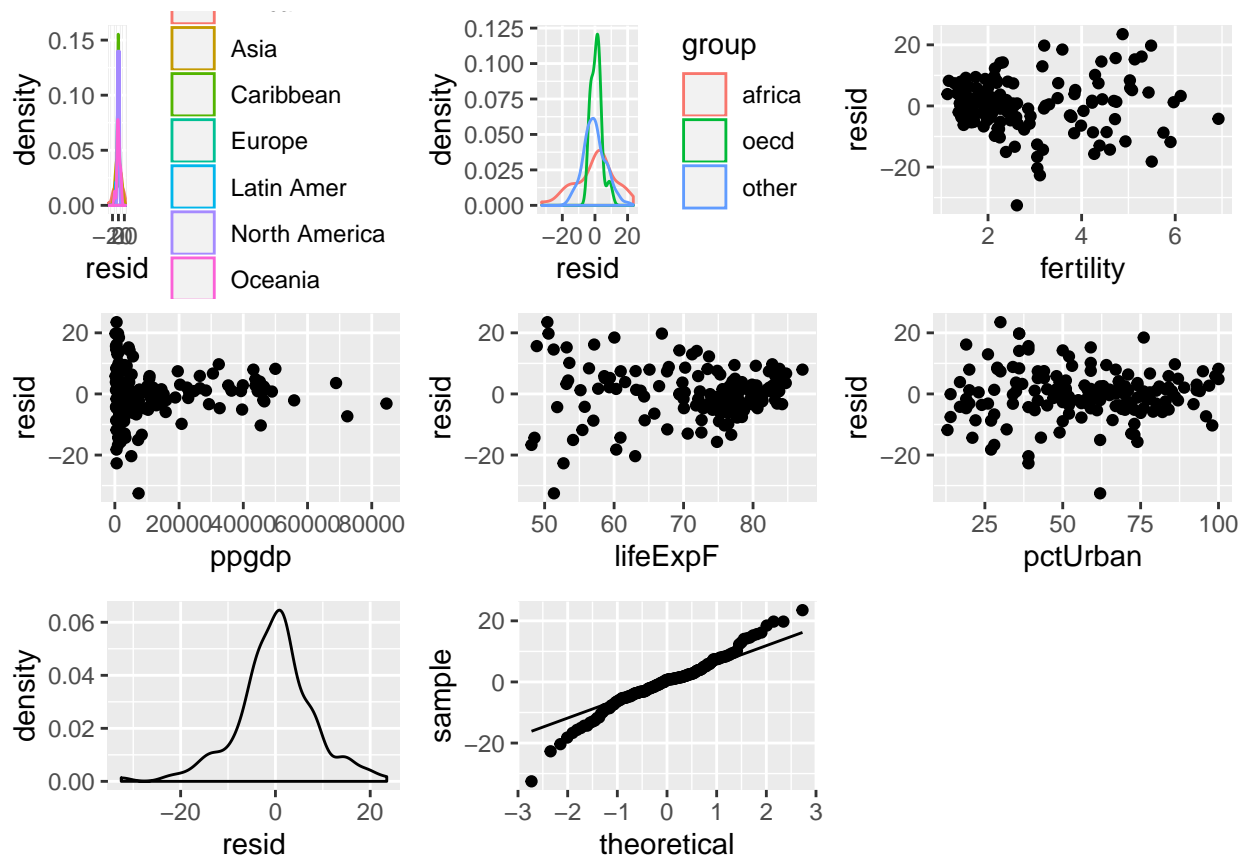 density
0.15
0.10
0.05
0.00
resid
Asia
Caribbean
Europe
Latin Amer
North America
Oceania
density
0.125
0.100
0.075
0.050
0.025
0.000
−20 0 20
resid
group
africa
oecd
other
resid
20
0
−20
2 4 6
fertility
resid
20
0
−20
0 20000 40000 60000 80000
ppgdp
resid
20
0
−20
50 60 70 80
lifeExpF
resid
20
0
−20
25 50 75 100
pctUrban
density
0.06
0.04
0.02
0.00
−20 0 20
resid
sample
20
0
−20
−3 −2 −1 0 1 2 3
theoretical